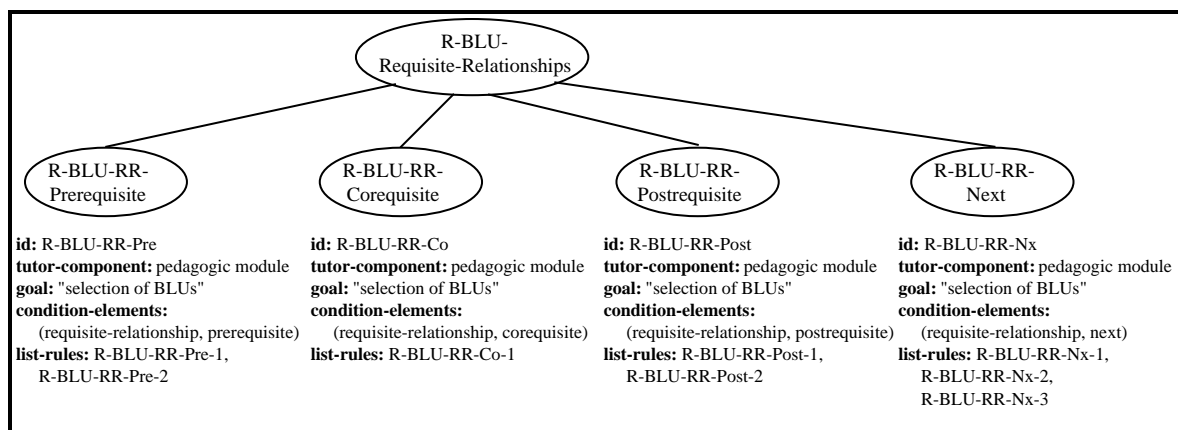 R-BLU-
Requisite-Relationships
R-BLU-RR-
Prerequisite
R-BLU-RR-
Corequisite
R-BLU-RR-
Postrequisite
R-BLU-RR-
Next
id: R-BLU-RR-Pre
tutor-component: pedagogic module
goal: "selection of BLUs"
condition-elements:
(requisite-relationship, prerequisite)
list-rules: R-BLU-RR-Pre-1,
R-BLU-RR-Pre-2
id: R-BLU-RR-Co
tutor-component: pedagogic module
goal: "selection of BLUs"
condition-elements:
(requisite-relationship, corequisite)
list-rules: R-BLU-RR-Co-1
id: R-BLU-RR-Post
tutor-component: pedagogic module
goal: "selection of BLUs"
condition-elements:
(requisite-relationship, postrequisite)
list-rules: R-BLU-RR-Post-1,
R-BLU-RR-Post-2
id: R-BLU-RR-Nx
tutor-component: pedagogic module
goal: "selection of BLUs"
condition-elements:
(requisite-relationship, next)
list-rules: R-BLU-RR-Nx-1,
R-BLU-RR-Nx-2,
R-BLU-RR-Nx-3